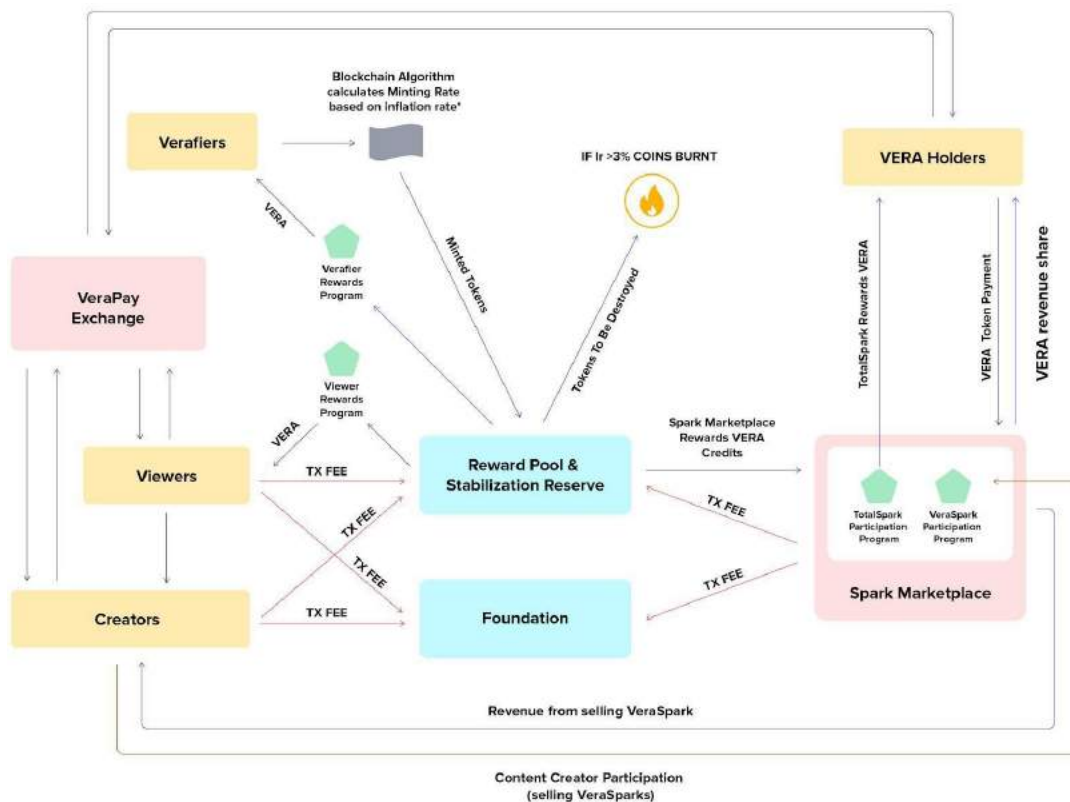 Blockchain Algorithm
calculates Minting Rate
based on inflation rate*
Verafiers
IF Ir >3% COINS BURNT
VERA Holders
VERA
Verafier
Rewards
Program
Minted Tokens
Tokens To Be Destroyed
TotalSpark Rewards VERA
VERA Token Payment
VERA revenue share
VeraPay
Exchange
Viewer
Rewards
Program
VERA
Viewers
TX FEE
Reward Pool &
Stabilization Reserve
Spark Marketplace
Rewards VERA
Credits
TX FEE
TX FEE
TX FEE
TotalSpark
Participation
Program
VeraSpark
Participation
Program
Spark Marketplace
TX FEE
Creators
TX FEE
Foundation
Revenue from selling VeraSpark
Content Creator Participation
(selling VeraSparks)